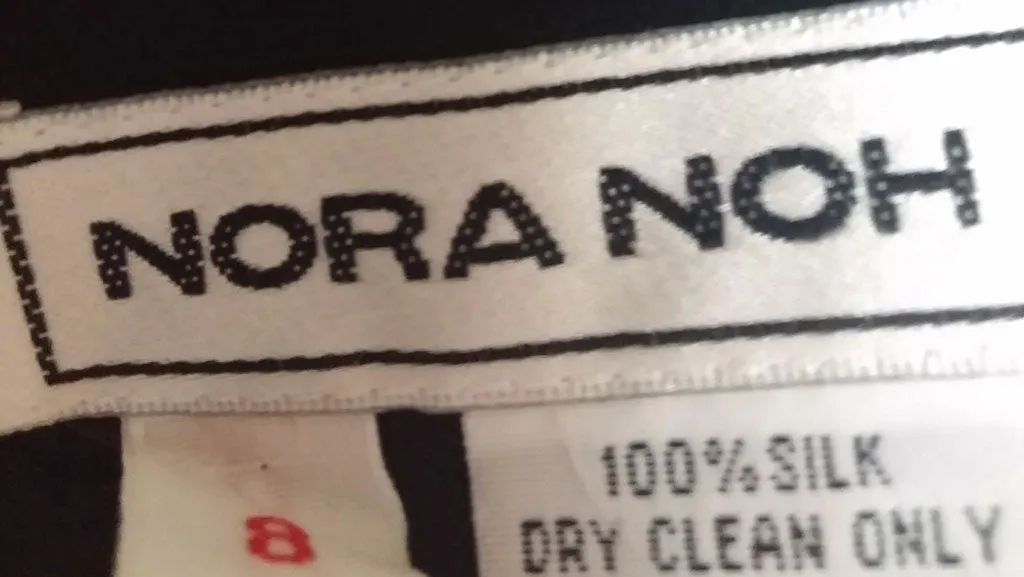 NORA NOH
8
100% SILK
DRY CLEAN ONLY